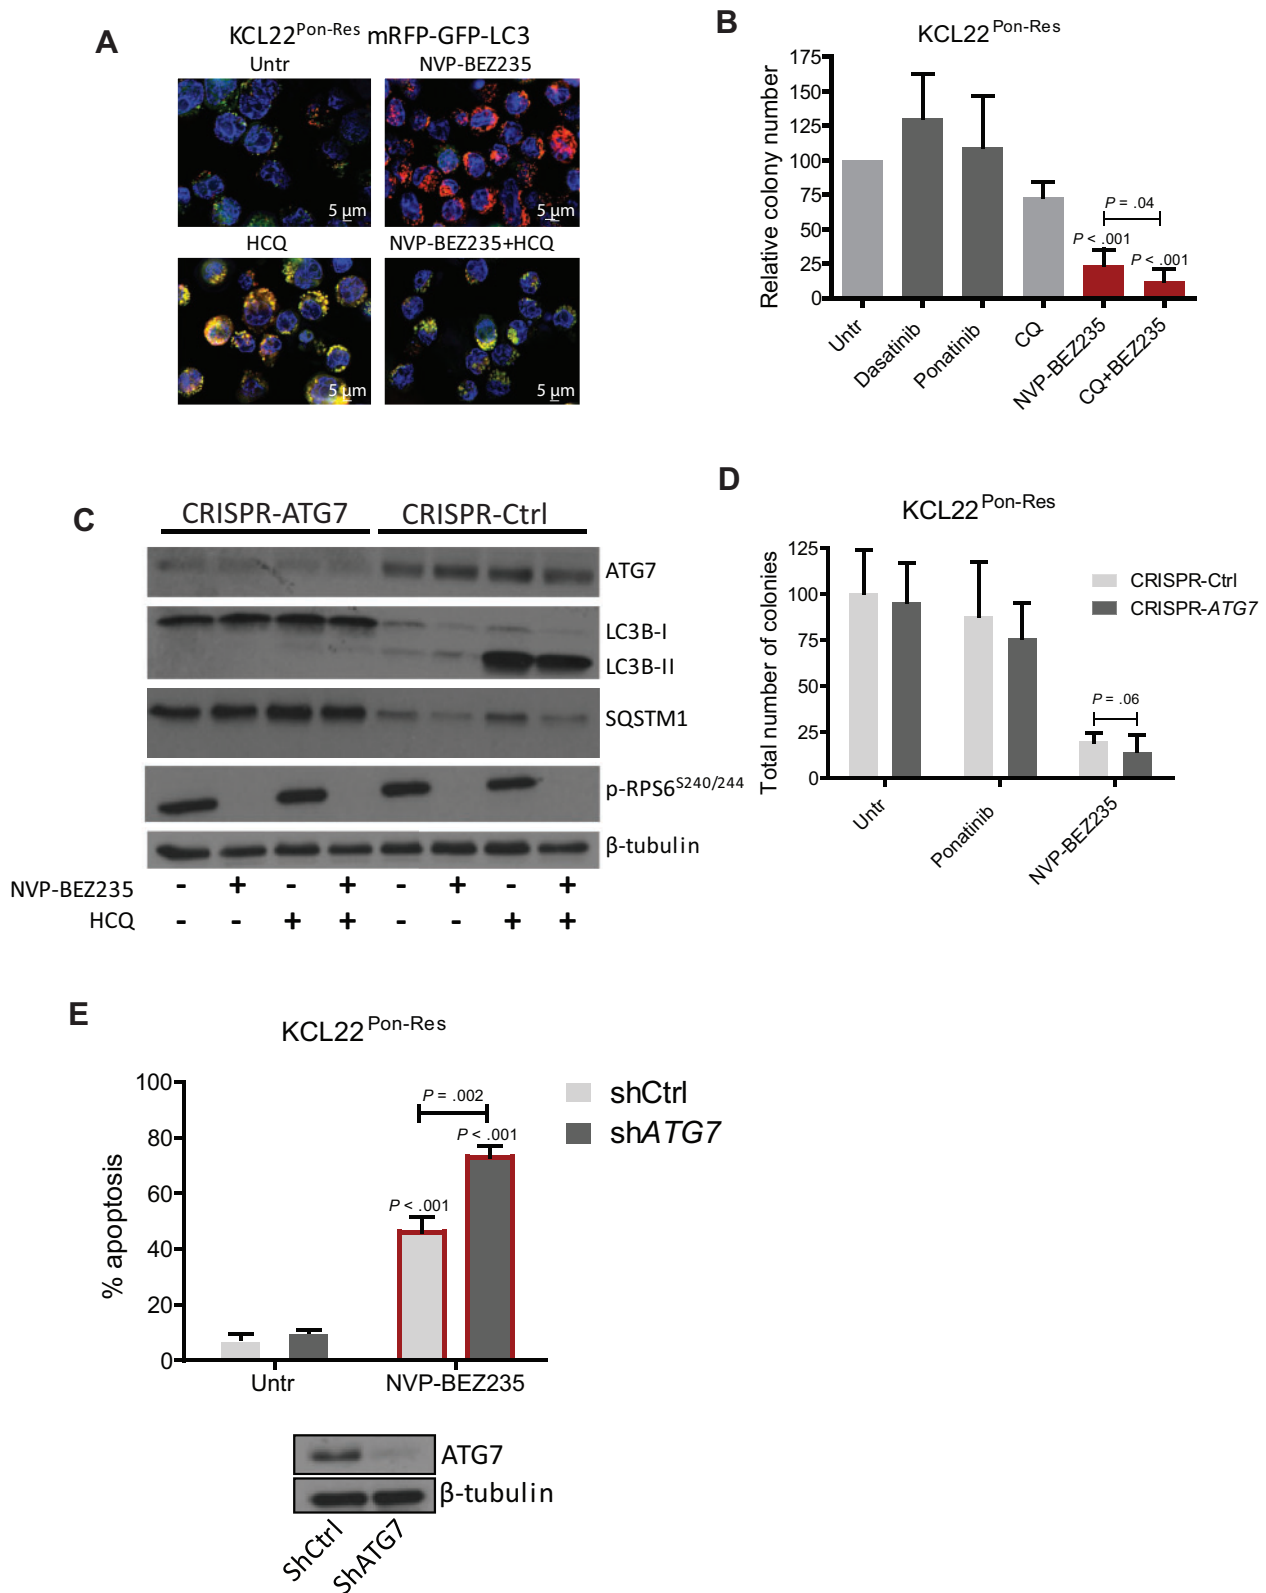 A
KCL22Pon-Res mRFP-GFP-LC3
Untr
NVP-BEZ235
5 µm
5 µm
HCQ
NVP-BEZ235+HCQ
5 µm
5 µm
B
KCL22Pon-Res
Relative colony number
175
150
125
100
75
50
25
0
P = .04
P < .001
P < .001
Untr
Dasatinib
Ponatinib
CQ
NVP-BEZ235
CQ+BEZ235
C
CRISPR-ATG7
CRISPR-Ctrl
ATG7
LC3B-I
LC3B-II
SQSTM1
p-RPS6S240/244
β-tubulin
NVP-BEZ235 - + - + - + - +
HCQ - - + + - - + +
D
KCL22Pon-Res
Total number of colonies
125
100
75
50
25
0
CRISPR-Ctrl
CRISPR-ATG7
P = .06
Untr
Ponatinib
NVP-BEZ235
E
KCL22Pon-Res
% apoptosis
100
80
60
40
20
0
P = .002
P < .001
P < .001
shCtrl
shATG7
Untr
NVP-BEZ235
ATG7
β-tubulin
ShCtrl
ShATG7